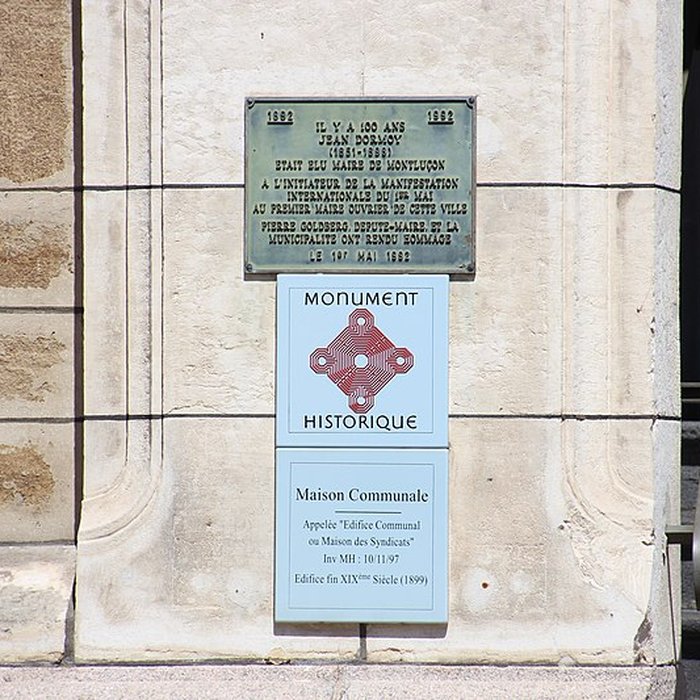 1892 1992
IL Y A 100 ANS
JEAN DORMOY
(1851-1898)
ETAIT ELU MAIRE DE MONTLUÇON
A L'INITIATEUR DE LA MANIFESTATION
INTERNATIONALE DU 1ER MAI
AU PREMIER MAIRE OUVRIER DE CETTE VILLE
PIERRE GOLDBERG, DEPUTE-MAIRE, ET LA
MUNICIPALITE ONT RENDU HOMMAGE
LE 1er MAI 1992
MONUMENT
HISTORIQUE
Maison Communale
Appelée "Edifice Communal
ou Maison des Syndicats"
Inv MH : 10/11/97
Edifice fin XIXème Siècle (1899)